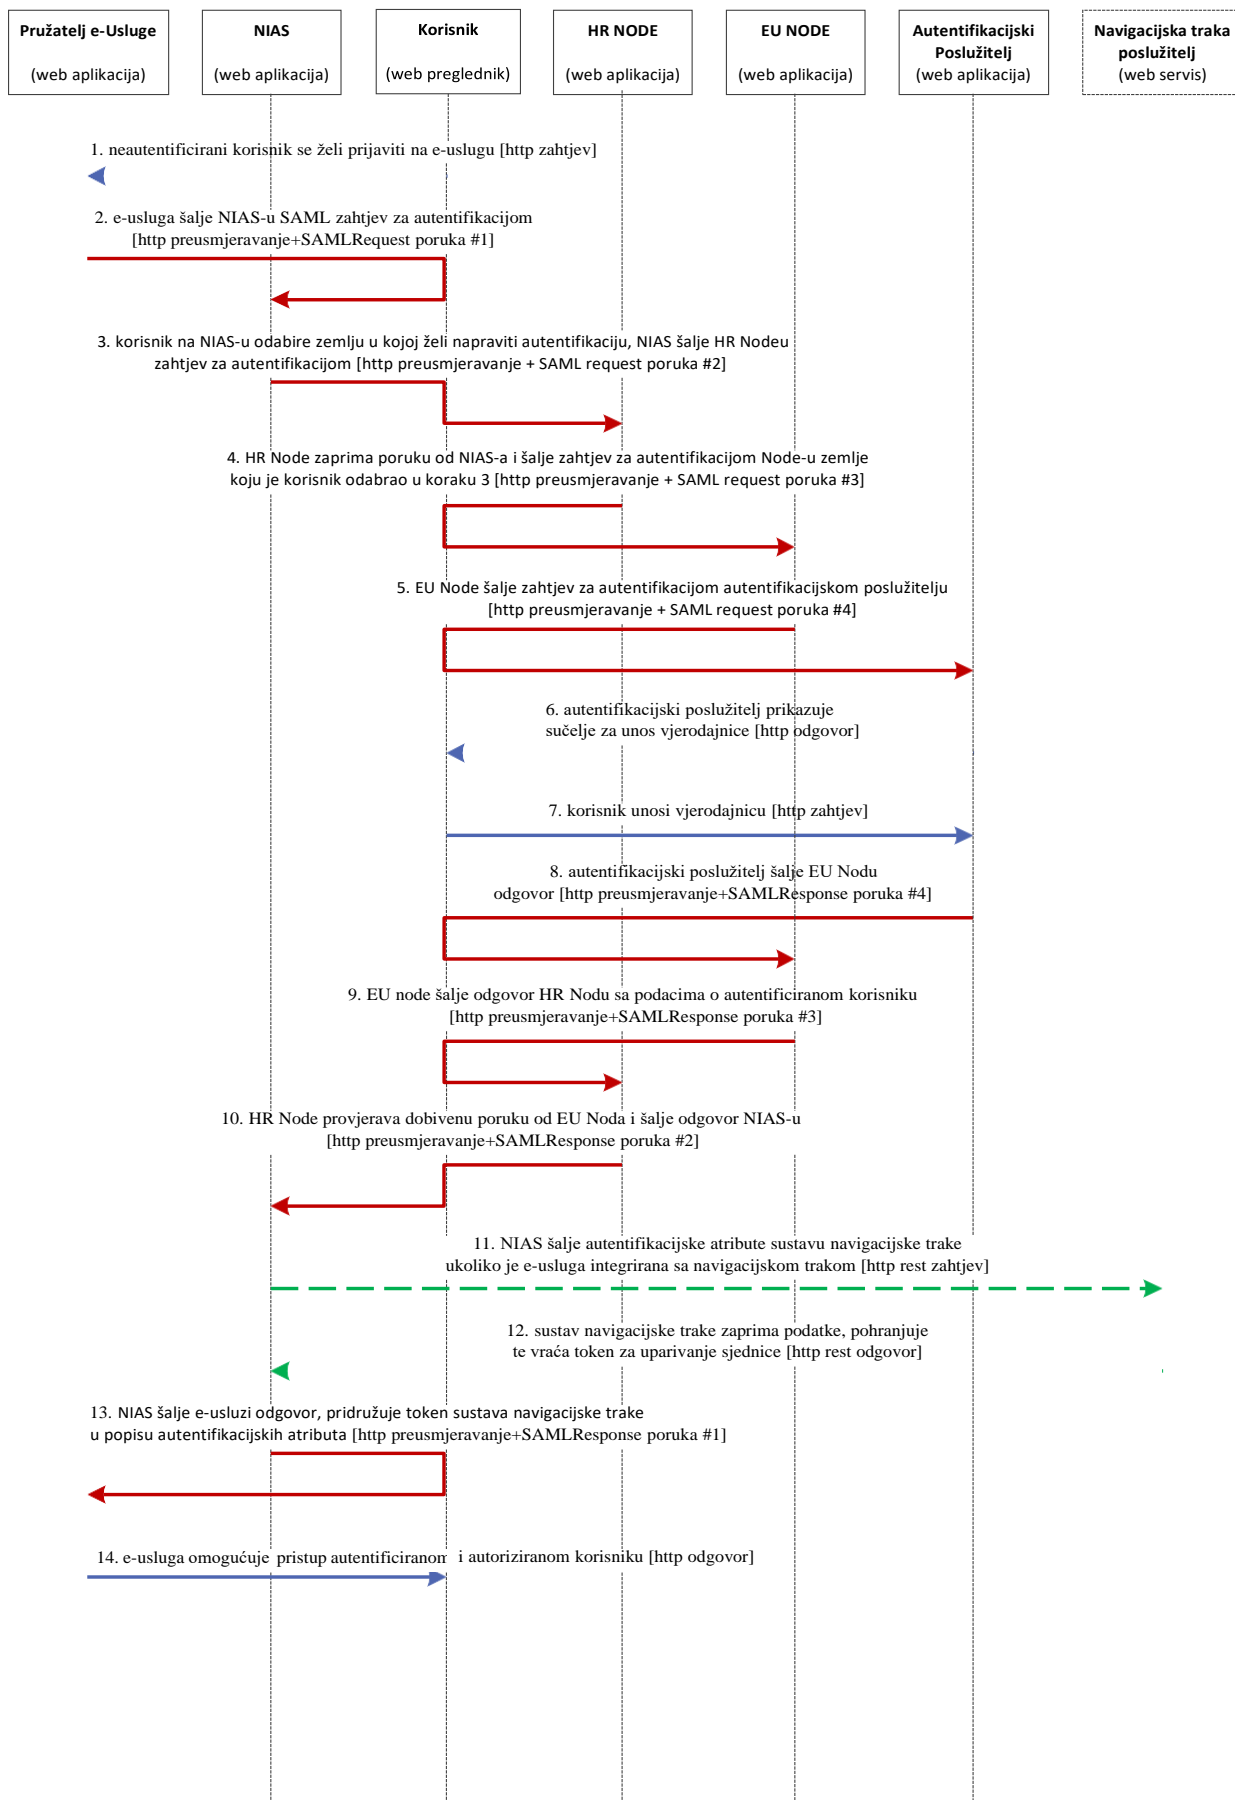 Pružatelj e-Usluge
(web aplikacija)
NIAS
(web aplikacija)
Korisnik
(web preglednik)
HR NODE
(web aplikacija)
EU NODE
(web aplikacija)
Autentifikacijski
Poslužitelj
(web aplikacija)
Navigacijska traka
poslužitelj
(web servis)
1. neautentificirani korisnik se želi prijaviti na e-uslugu [http zahtjev]
2. e-usluga šalje NIAS-u SAML zahtjev za autentifikacijom
[http preusmjeravanje+SAMLRequest poruka #1]
3. korisnik na NIAS-u odabire zemlju u kojoj želi napraviti autentifikaciju, NIAS šalje HR Nodeu
zahtjev za autentifikacijom [http preusmjeravanje + SAML request poruka #2]
4. HR Node zaprima poruku od NIAS-a i šalje zahtjev za autentifikacijom Node-u zemlje
koju je korisnik odabrao u koraku 3 [http preusmjeravanje + SAML request poruka #3]
5. EU Node šalje zahtjev za autentifikacijom autentifikacijskom poslužitelju
[http preusmjeravanje + SAML request poruka #4]
6. autentifikacijski poslužitelj prikazuje
sučelje za unos vjerodajnice [http odgovor]
7. korisnik unosi vjerodajnicu [http zahtjev]
8. autentifikacijski poslužitelj šalje EU Nodu
odgovor [http preusmjeravanje+SAMLResponse poruka #4]
9. EU node šalje odgovor HR Nodu sa podacima o autentificiranom korisniku
[http preusmjeravanje+SAMLResponse poruka #3]
10. HR Node provjerava dobivenu poruku od EU Noda i šalje odgovor NIAS-u
[http preusmjeravanje+SAMLResponse poruka #2]
11. NIAS šalje autentifikacijske atribute sustavu navigacijske trake
ukoliko je e-usluga integrirana sa navigacijskom trakom [http rest zahtjev]
12. sustav navigacijske trake zaprima podatke, pohranjuje
te vraća token za uparivanje sjednice [http rest odgovor]
13. NIAS šalje e-usluzi odgovor, pridružuje token sustava navigacijske trake
u popisu autentifikacijskih atributa [http preusmjeravanje+SAMLResponse poruka #1]
14. e-usluga omogućuje pristup autentificiranom i autoriziranom korisniku [http odgovor]